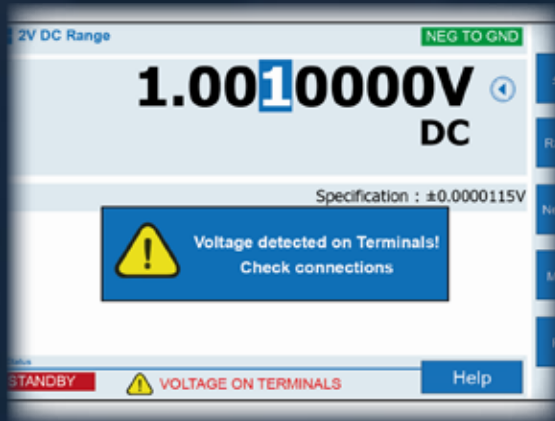 2V DC Range
NEG TO GND
1.0010000V
DC
Specification : ±0.0000115V
Voltage detected on Terminals!
Check connections
Status
STANDBY
VOLTAGE ON TERMINALS
Help